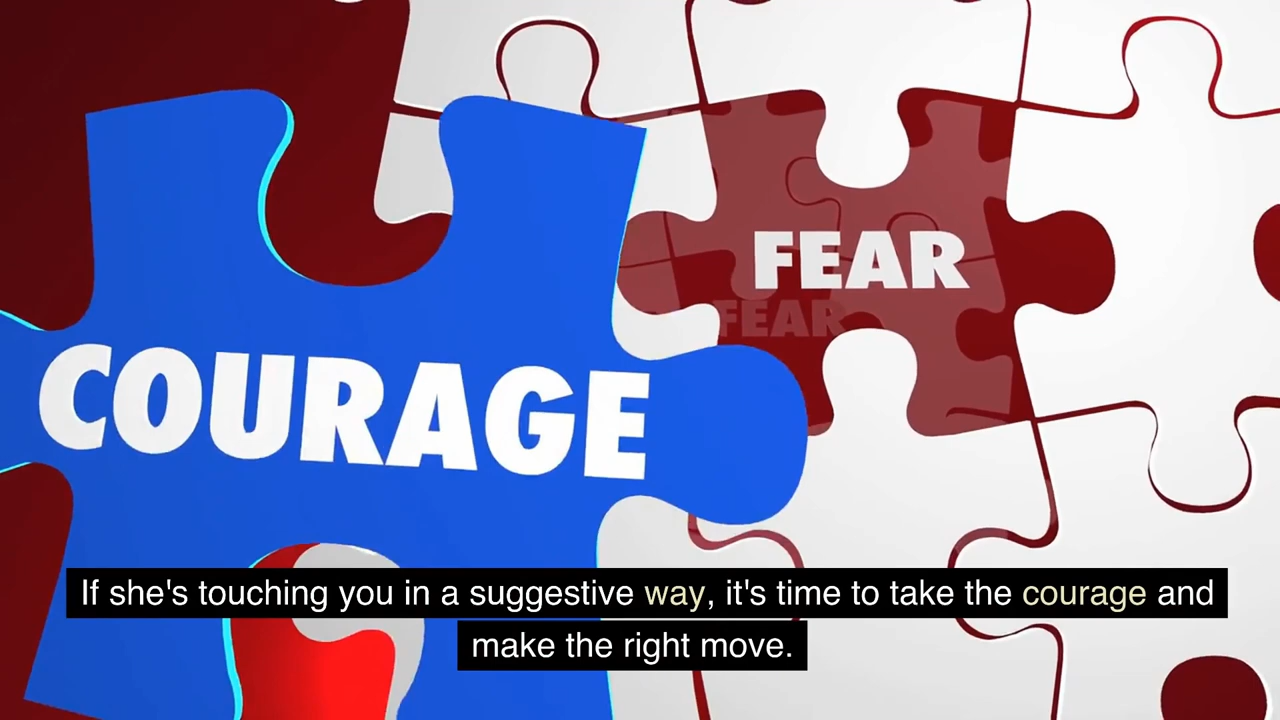 FEAR
FEAR
COURAGE
If she's touching you in a suggestive way, it's time to take the courage and
make the right move.